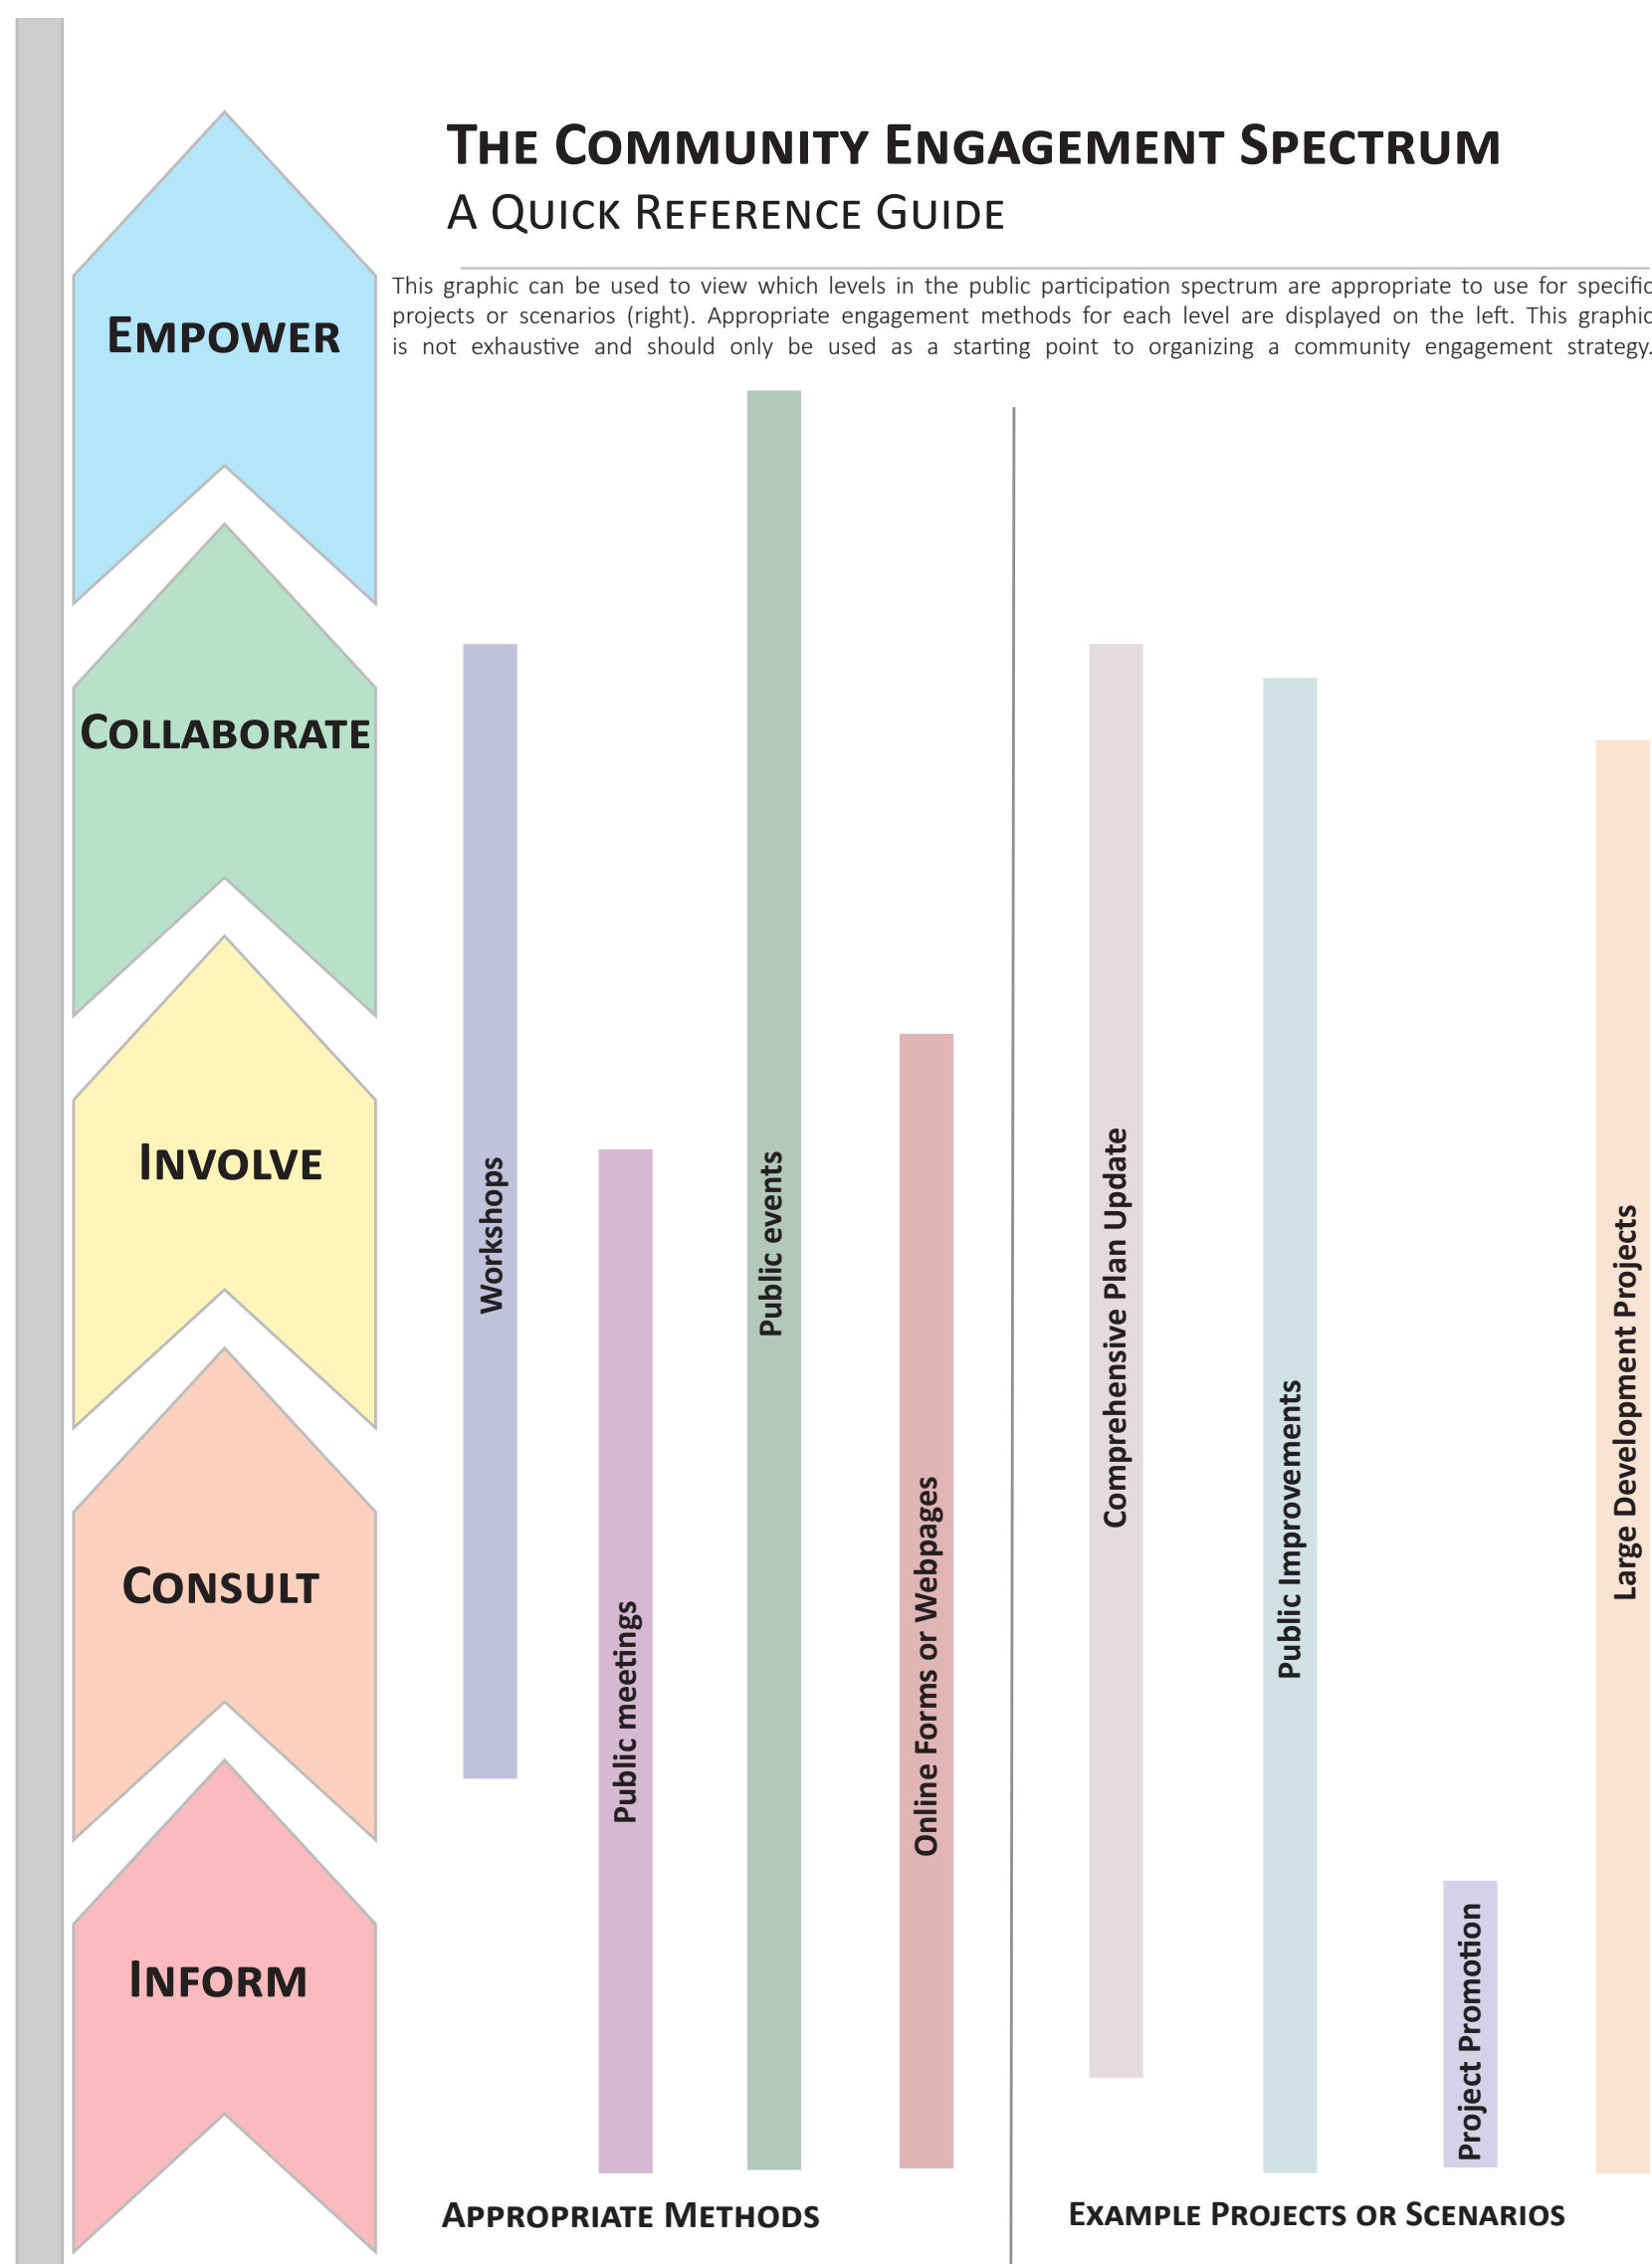 The Community Engagement Spectrum
A Quick Reference Guide
This graphic can be used to view which levels in the public participation spectrum are appropriate to use for specific
projects or scenarios (right). Appropriate engagement methods for each level are displayed on the left. This graphic
is not exhaustive and should only be used as a starting point to organizing a community engagement strategy.
Empower
Collaborate
Involve
Consult
Inform
Workshops
Public meetings
Public events
Online Forms or Webpages
Comprehensive Plan Update
Public Improvements
Project Promotion
Large Development Projects
Appropriate Methods
Example Projects or Scenarios